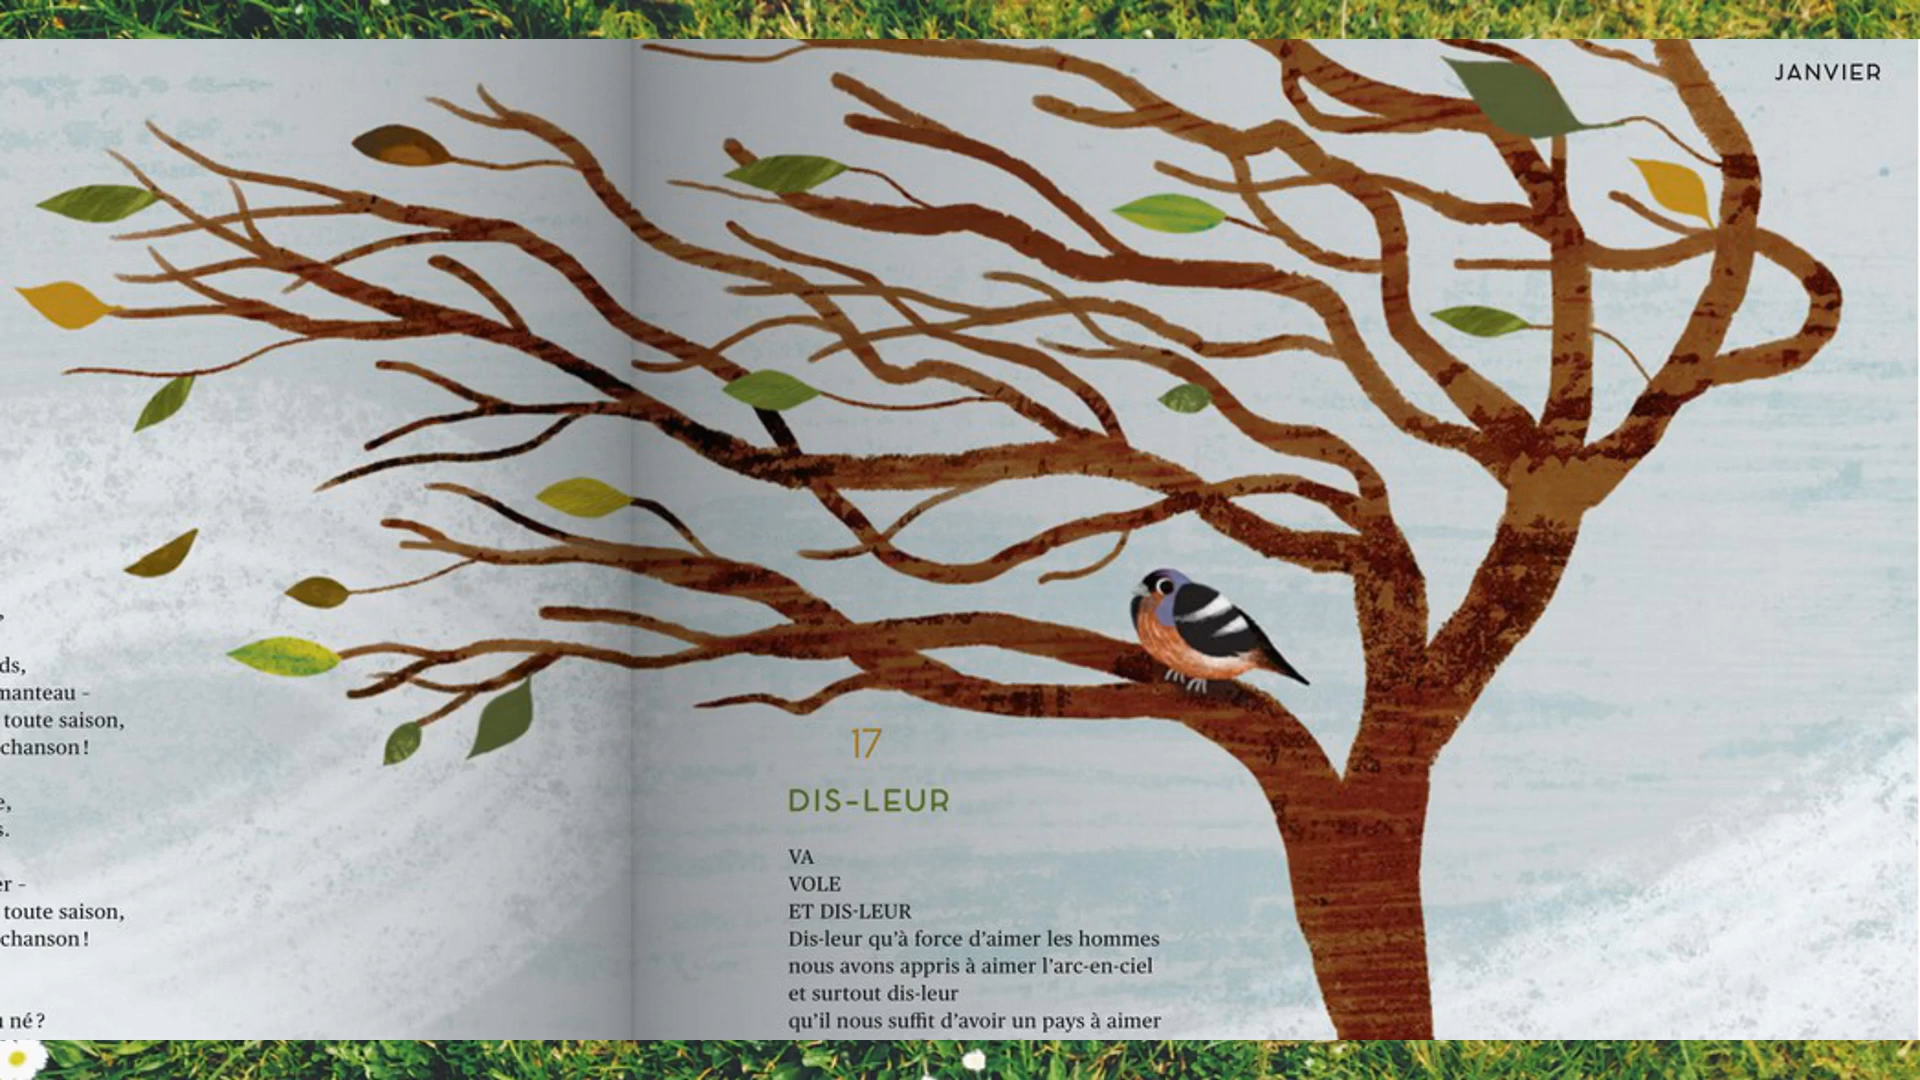 ds,
manteau -
toute saison,
chanson !
er -
toute saison,
chanson !
né ?
JANVIER
17
DIS-LEUR
VA
VOLE
ET DIS-LEUR
Dis-leur qu'à force d'aimer les hommes
nous avons appris à aimer l'arc-en-ciel
et surtout dis-leur
qu'il nous suffit d'avoir un pays à aimer